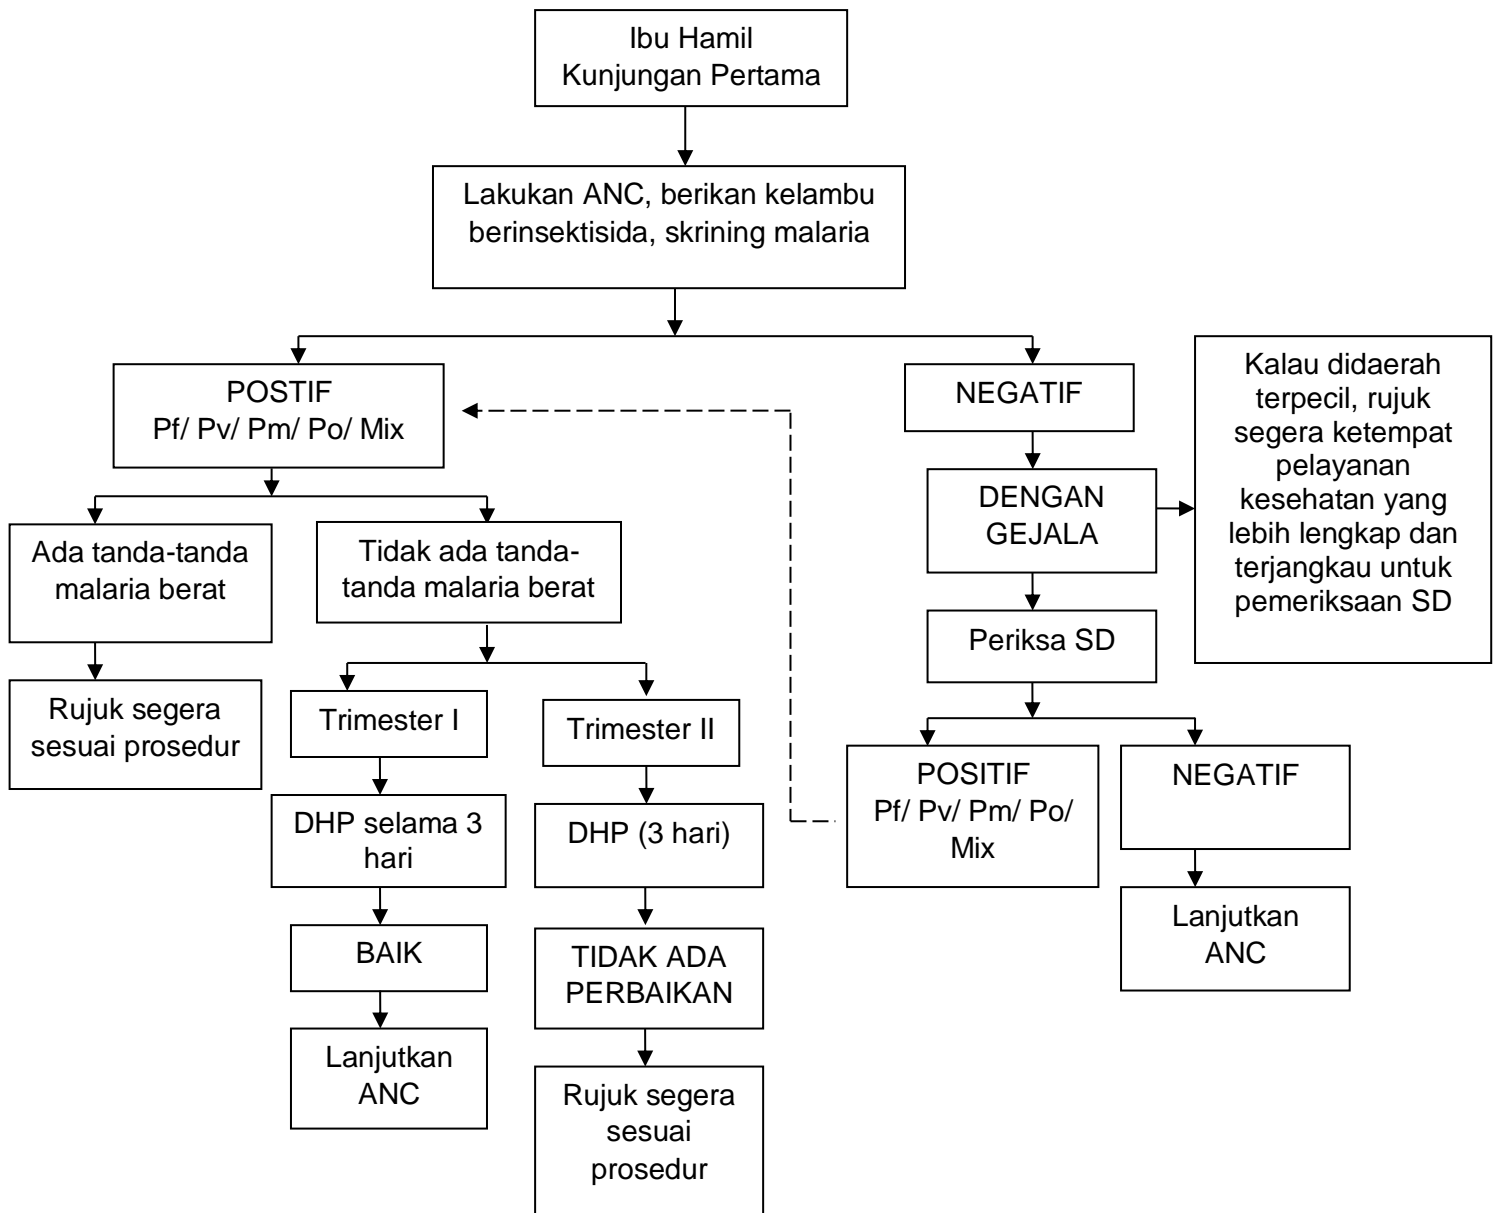 Ibu Hamil
Kunjungan Pertama
Lakukan ANC, berikan kelambu
berinsektisida, skrining malaria
POSTIF
Pf/ Pv/ Pm/ Po/ Mix
NEGATIF
Kalau didaerah
terpecil, rujuk
segera ketempat
pelayanan
kesehatan yang
lebih lengkap dan
terjangkau untuk
pemeriksaan SD
DENGAN
GEJALA
Ada tanda-tanda
malaria berat
Tidak ada tanda-
tanda malaria berat
Periksa SD
Rujuk segera
sesuai prosedur
Trimester I
Trimester II
POSITIF
Pf/ Pv/ Pm/ Po/
Mix
NEGATIF
DHP selama 3
hari
DHP (3 hari)
Lanjutkan
ANC
BAIK
TIDAK ADA
PERBAIKAN
Lanjutkan
ANC
Rujuk segera
sesuai
prosedur